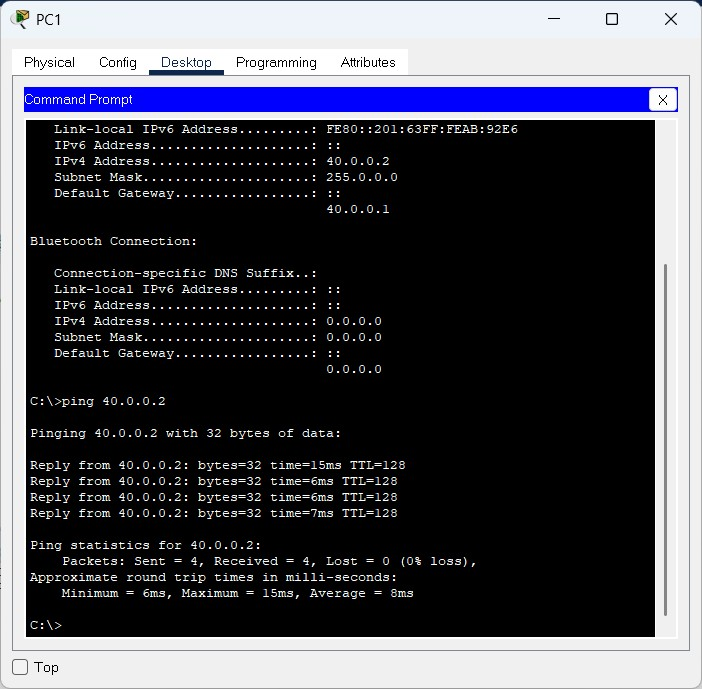 PC1
Physical Config Desktop Programming Attributes
Command Prompt
X
Link-local IPv6 Address.........: FE80::201:63FF:FEAB:92E6
IPv6 Address....................: ::
IPv4 Address....................: 40.0.0.2
Subnet Mask.....................: 255.0.0.0
Default Gateway.................: ::
40.0.0.1
Bluetooth Connection:
Connection-specific DNS Suffix..:
Link-local IPv6 Address.........: ::
IPv6 Address....................: ::
IPv4 Address....................: 0.0.0.0
Subnet Mask.....................: 0.0.0.0
Default Gateway.................: ::
0.0.0.0
C:\>ping 40.0.0.2
Pinging 40.0.0.2 with 32 bytes of data:
Reply from 40.0.0.2: bytes=32 time=15ms TTL=128
Reply from 40.0.0.2: bytes=32 time=6ms TTL=128
Reply from 40.0.0.2: bytes=32 time=6ms TTL=128
Reply from 40.0.0.2: bytes=32 time=7ms TTL=128
Ping statistics for 40.0.0.2:
Packets: Sent = 4, Received = 4, Lost = 0 (0% loss),
Approximate round trip times in milli-seconds:
Minimum = 6ms, Maximum = 15ms, Average = 8ms
C:\>
Top